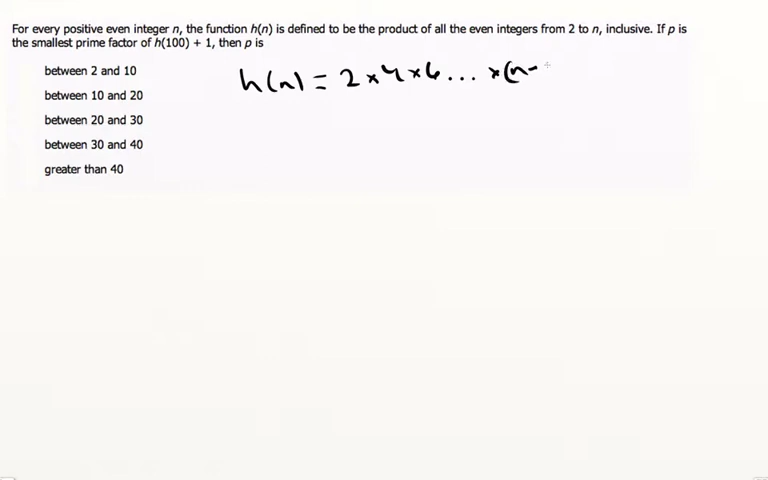 For every positive even integer n, the function h(n) is defined to be the product of all the even integers from 2 to n, inclusive. If p is
the smallest prime factor of h(100) + 1, then p is
between 2 and 10
between 10 and 20
between 20 and 30
between 30 and 40
greater than 40
h(n) = 2 × 4 × 6 ... × (n -